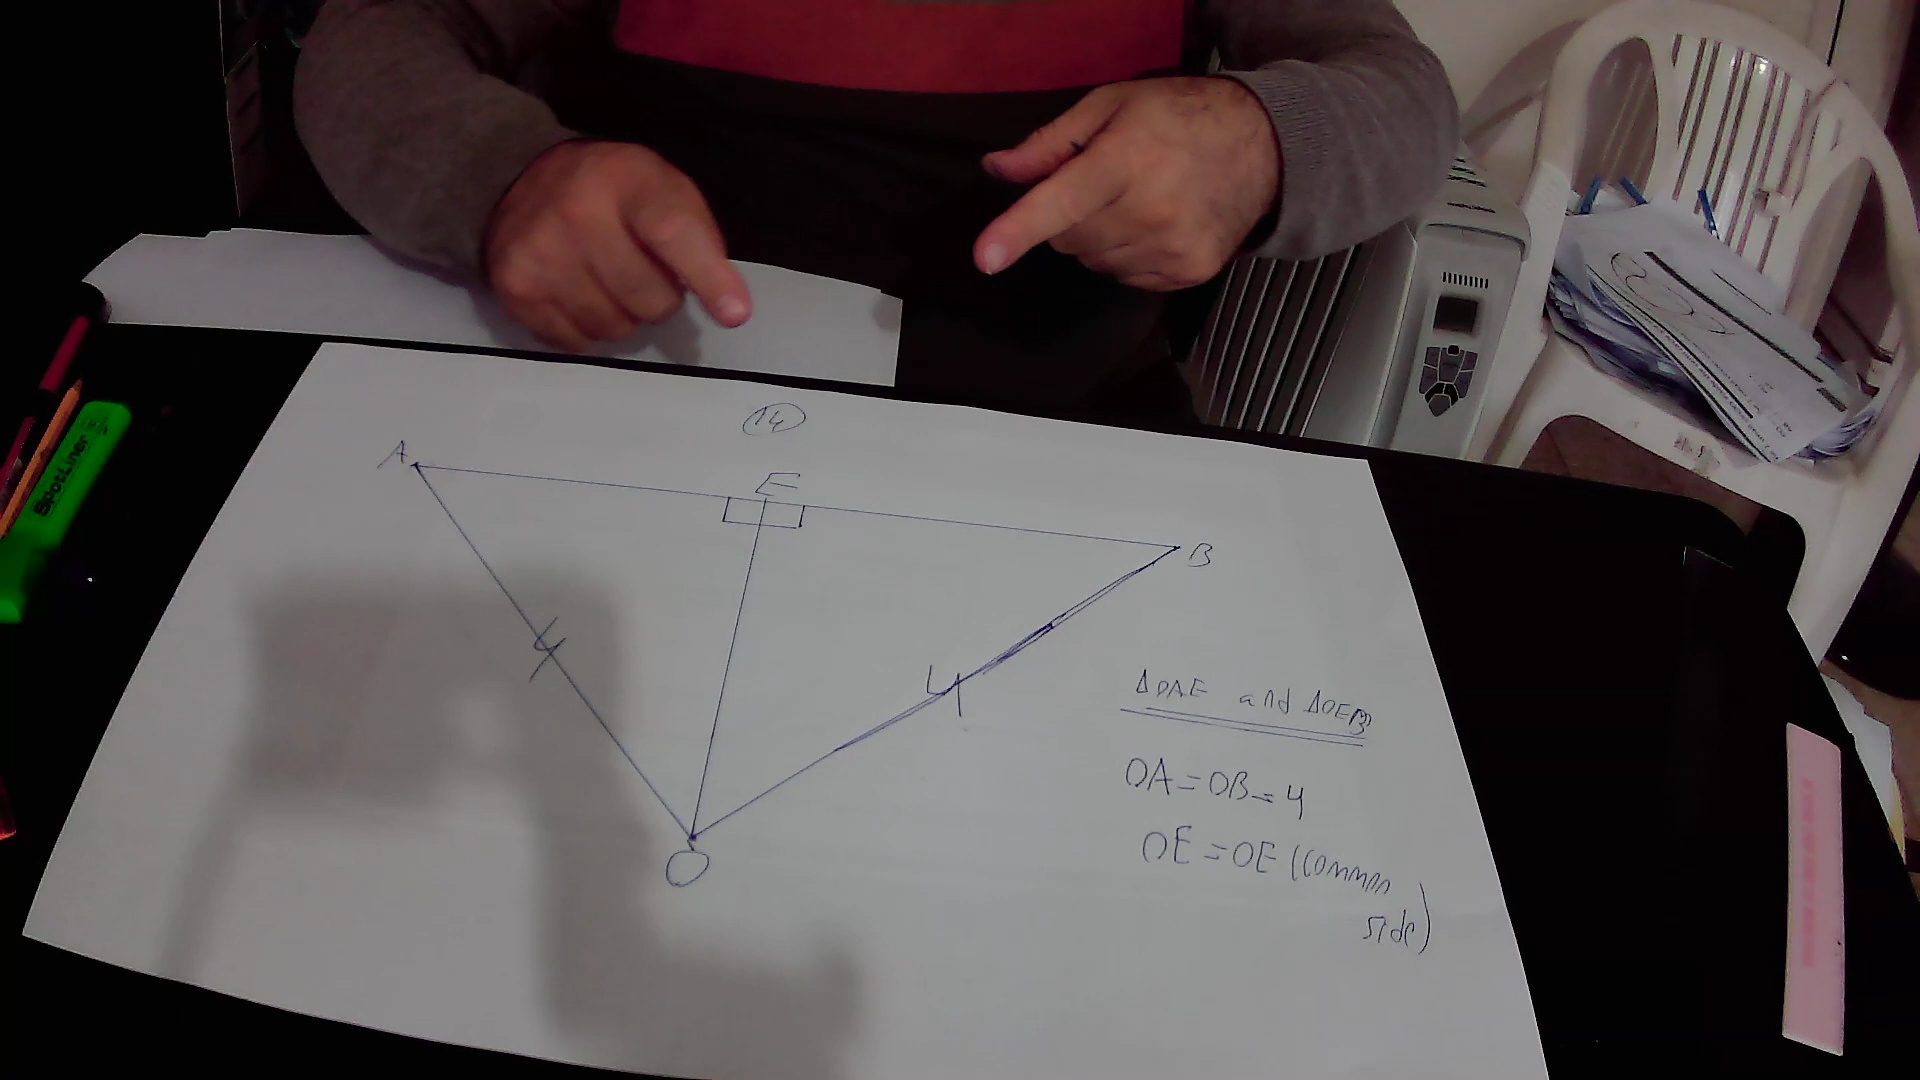 14
A
E
B
4
4
O
ΔOAE and ΔOEB
OA=OB=4
OE=OE (common
side)
SpotLiner